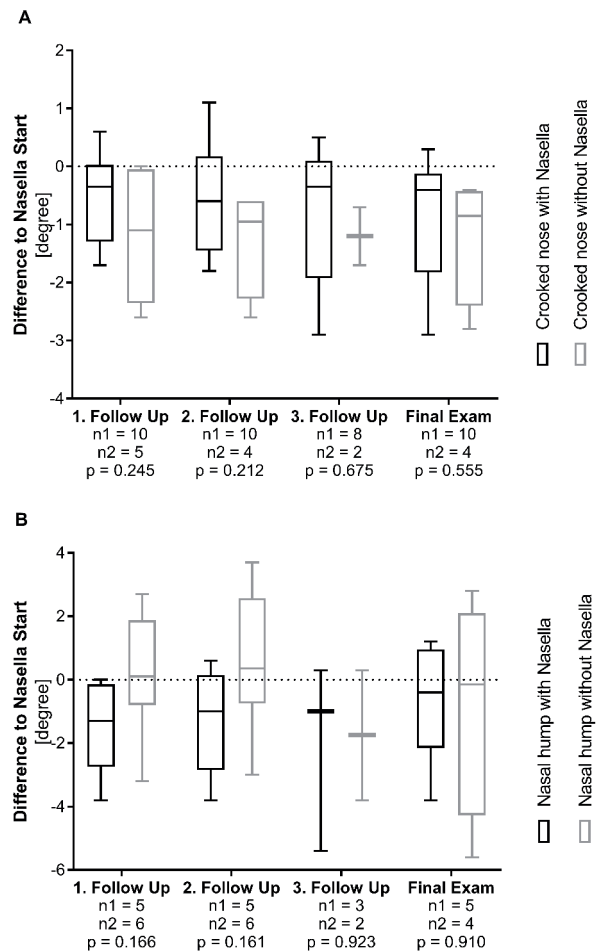 A
2
1
0
-1
-2
-3
-4
Difference to Nasella Start
[degree]
1. Follow Up
n1 = 10
n2 = 5
p = 0.245
2. Follow Up
n1 = 10
n2 = 4
p = 0.212
3. Follow Up
n1 = 8
n2 = 2
p = 0.675
Final Exam
n1 = 10
n2 = 4
p = 0.555
Crooked nose with Nasella
Crooked nose without Nasella
B
4
2
0
-2
-4
-6
Difference to Nasella Start
[degree]
1. Follow Up
n1 = 5
n2 = 6
p = 0.166
2. Follow Up
n1 = 5
n2 = 6
p = 0.161
3. Follow Up
n1 = 3
n2 = 2
p = 0.923
Final Exam
n1 = 5
n2 = 4
p = 0.910
Nasal hump with Nasella
Nasal hump without Nasella